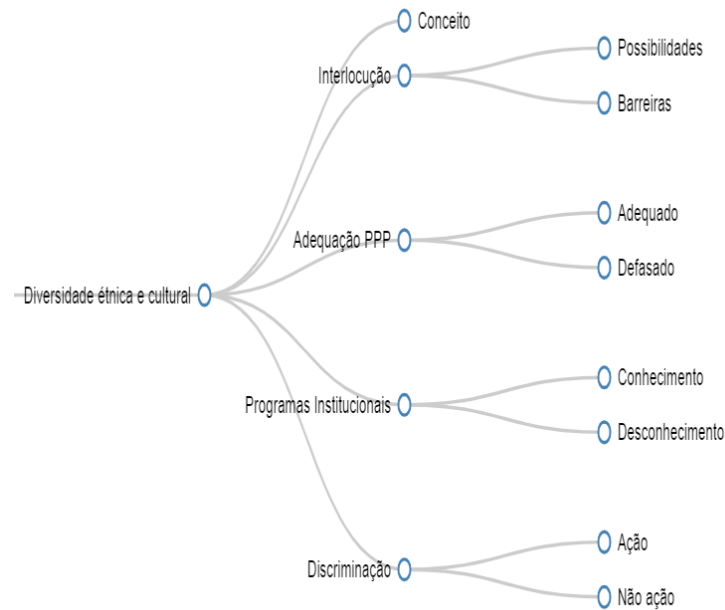 Conceito
Interlocução
Possibilidades
Barreiras
Adequação PPP
Adequado
Defasado
Diversidade étnica e cultural
Programas Institucionais
Conhecimento
Desconhecimento
Discriminação
Ação
Não ação